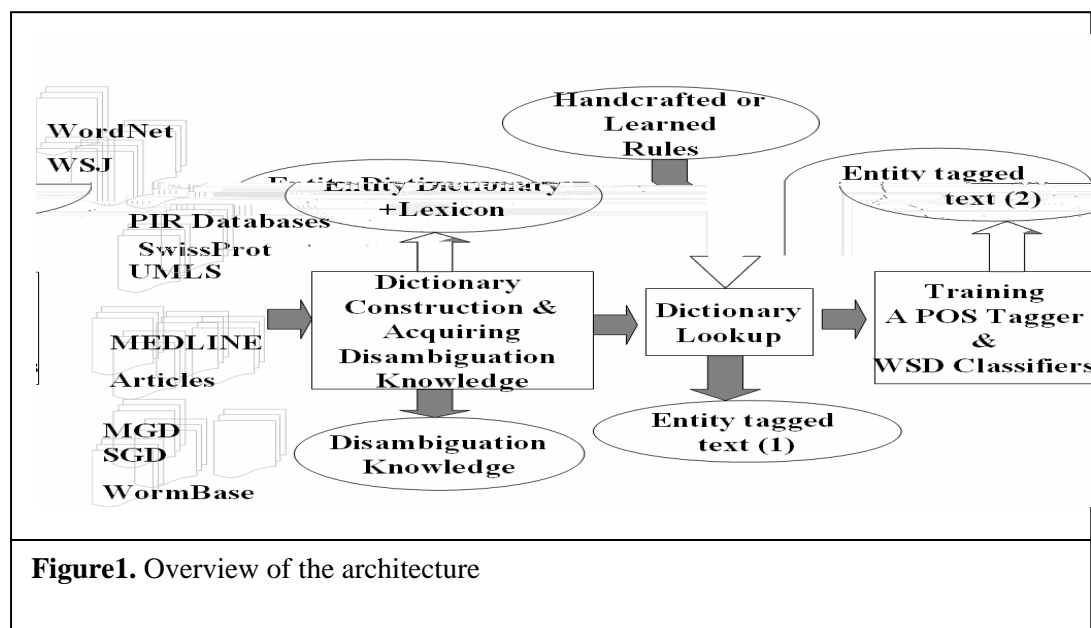 WordNet
WSJ
PIR Databases
SwissProt
UMLS
MEDLINE
Articles
MGD
SGD
WormBase
Entity Dictionary
+Lexicon
Dictionary
Construction &
Acquiring
Disambiguation
Knowledge
Disambiguation
Knowledge
Handcrafted or
Learned
Rules
Dictionary
Lookup
Entity tagged
text (1)
Entity tagged
text (2)
Training
A POS Tagger
&
WSD Classifiers
Figure1. Overview of the architecture